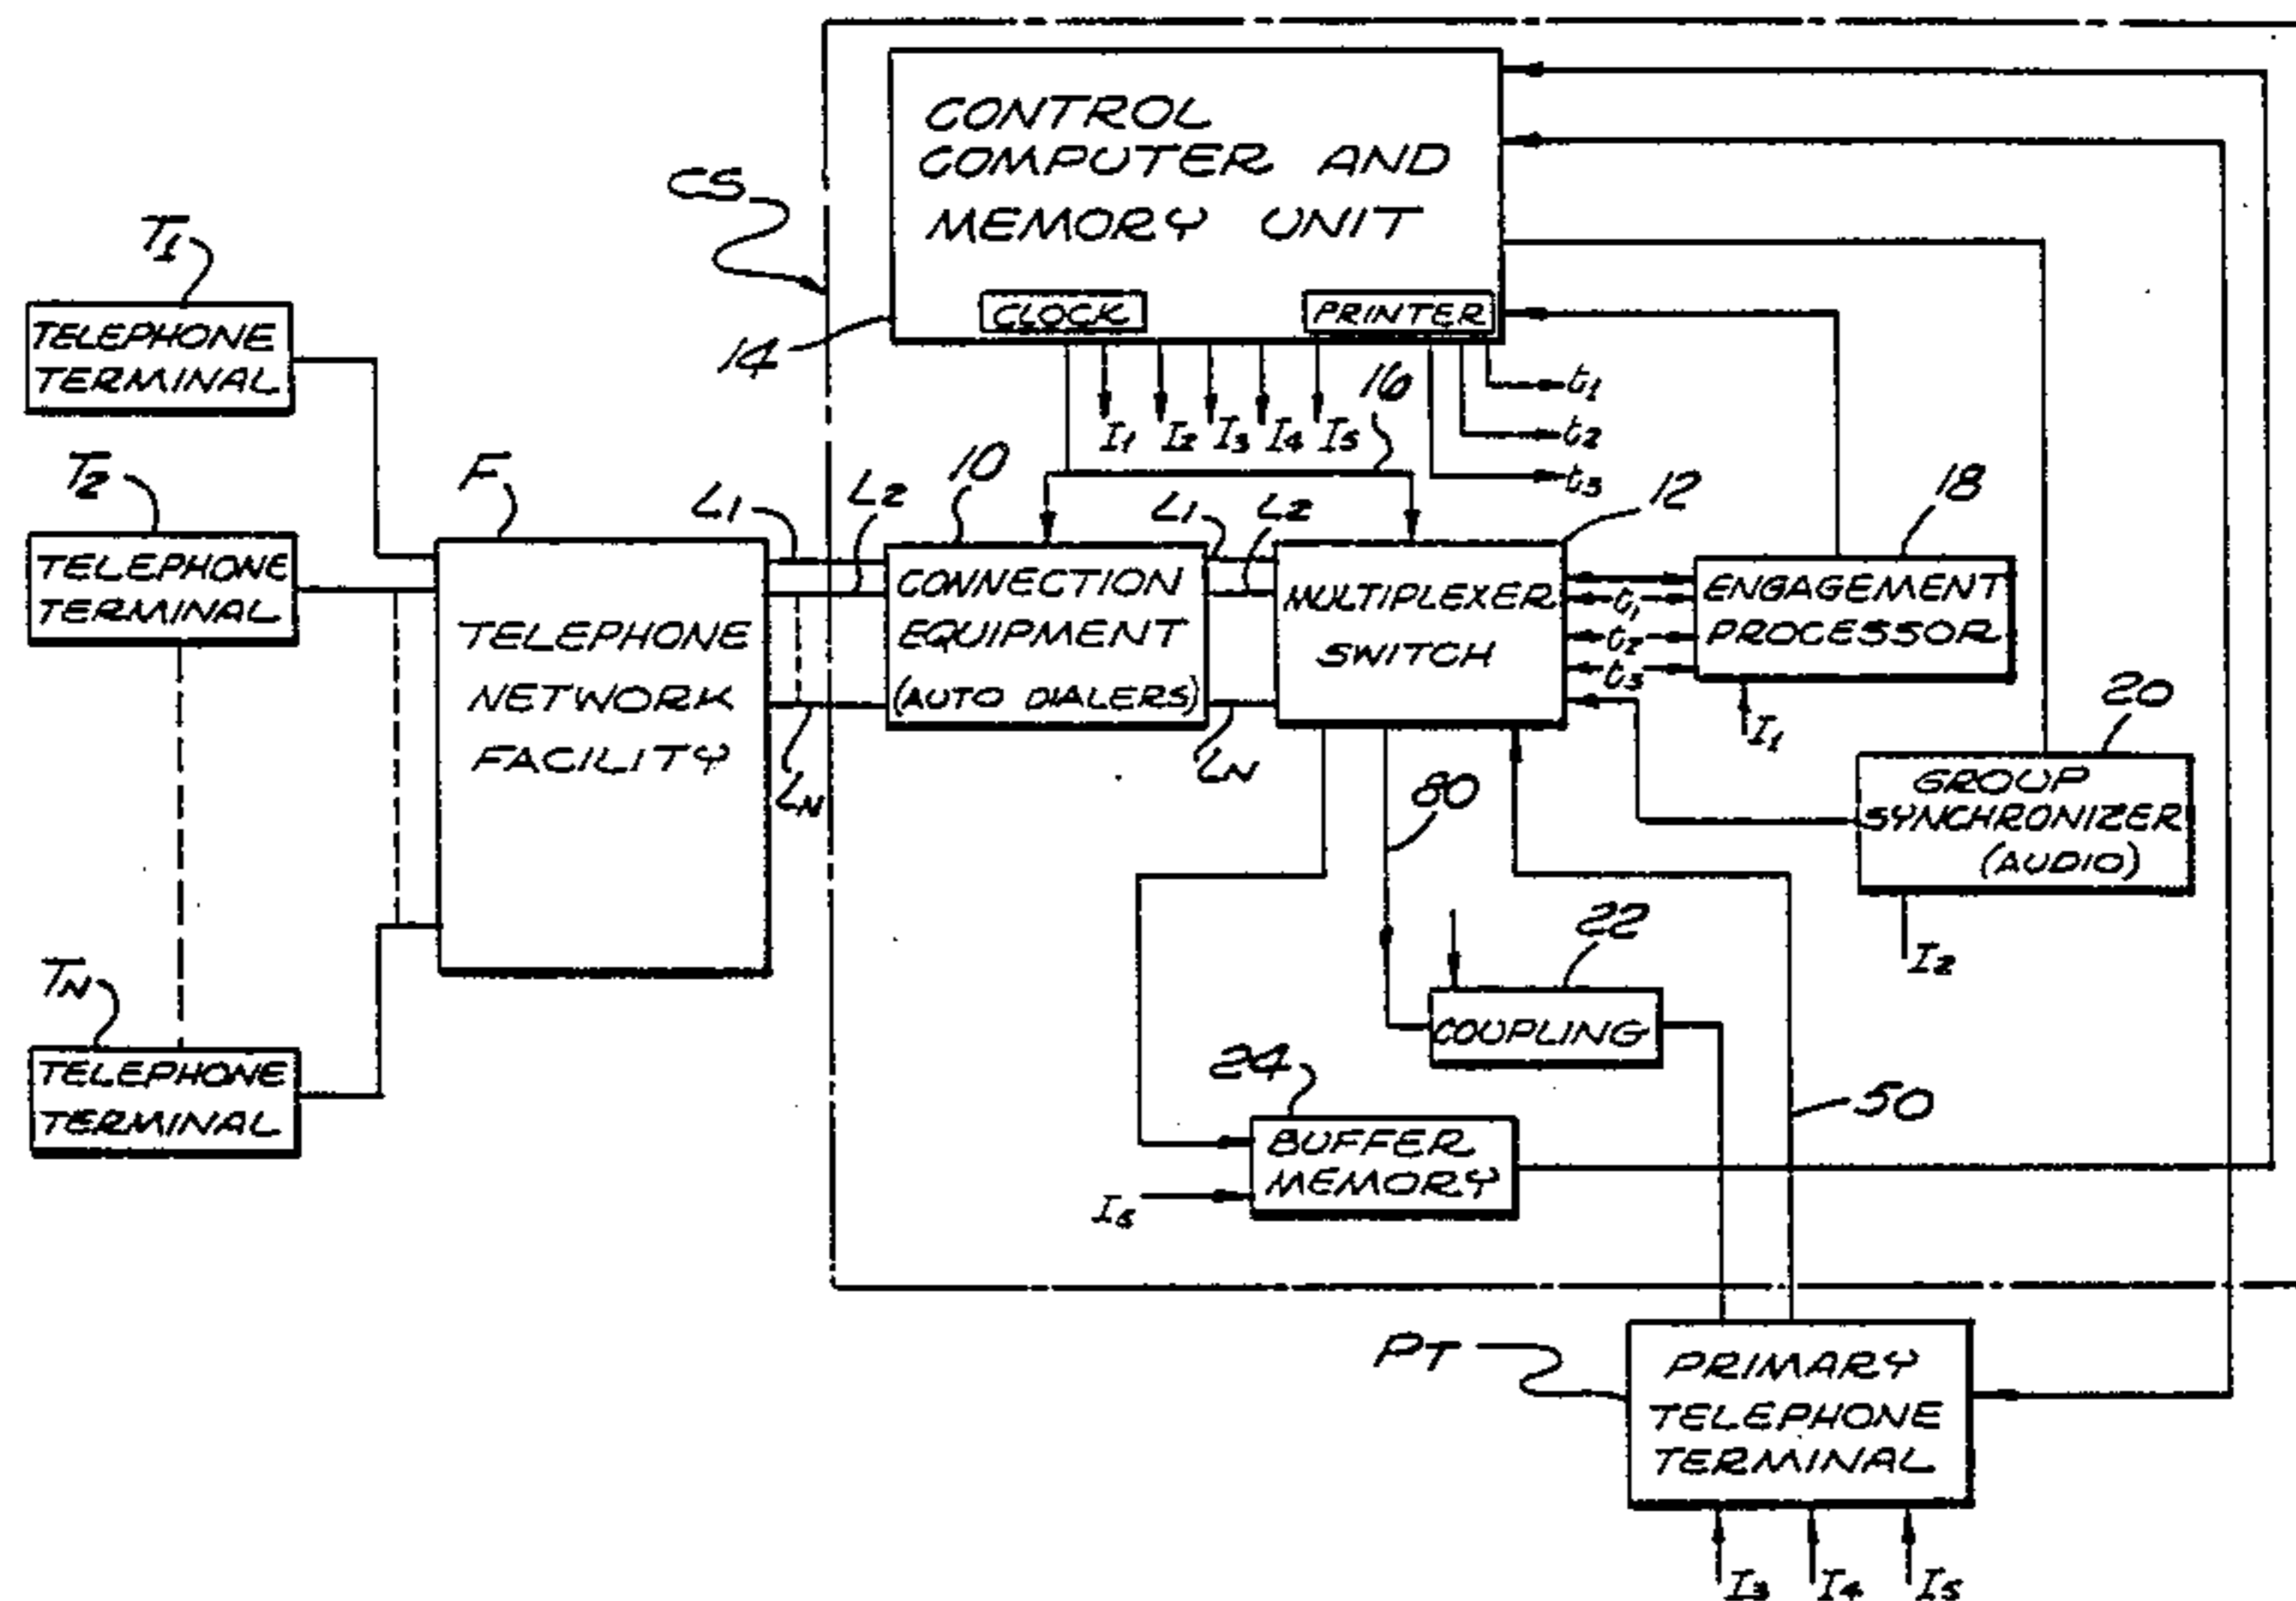 CONTROL
COMPUTER AND
MEMORY UNIT
CLOCK
PRINTER
CS
14
16
I1 I2 I3 I4 I5
t1
t2
t3
T1
TELEPHONE
TERMINAL
T2
TELEPHONE
TERMINAL
TN
TELEPHONE
TERMINAL
F
TELEPHONE
NETWORK
FACILITY
L1
L2
LN
10
CONNECTION
EQUIPMENT
(AUTO DIALERS)
L1
L2
LN
12
MULTIPLEXER
SWITCH
t1
t2
t3
18
ENGAGEMENT
PROCESSOR
I1
20
GROUP
SYNCHRONIZER
(AUDIO)
I2
80
22
COUPLING
24
BUFFER
MEMORY
50
PT
PRIMARY
TELEPHONE
TERMINAL
I3 I4 I5